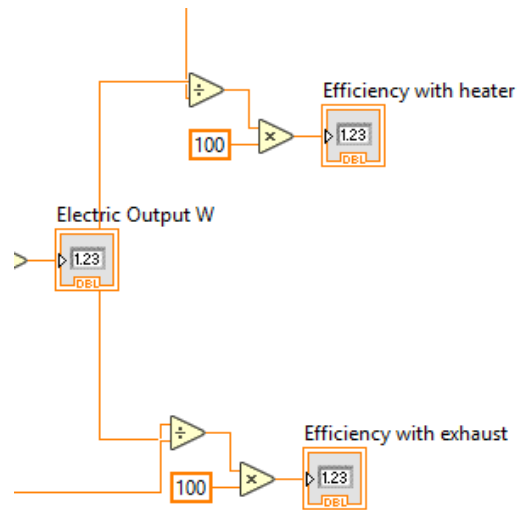 ÷
Efficiency with heater
100
×
1.23
DBL
Electric Output W
1.23
DBL
÷
Efficiency with exhaust
100
×
1.23
DBL